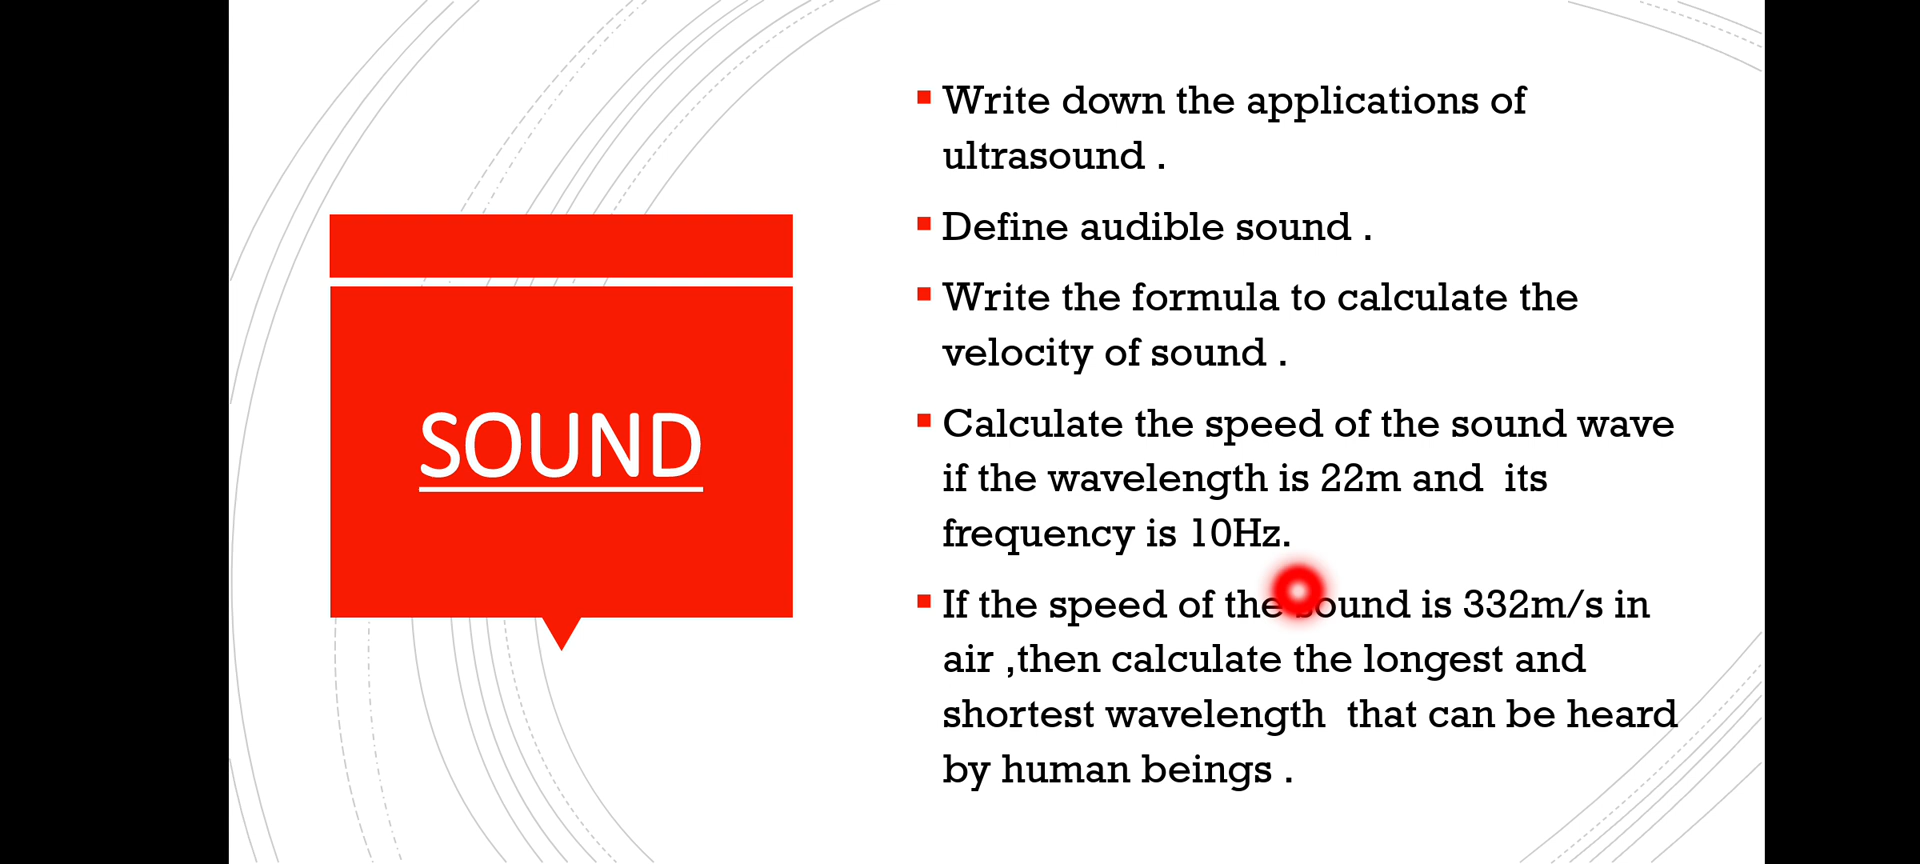 SOUND
Write down the applications of
ultrasound .
Define audible sound .
Write the formula to calculate the
velocity of sound .
Calculate the speed of the sound wave
if the wavelength is 22m and  its
frequency is 10Hz.
If the speed of the sound is 332m/s in
air ,then calculate the longest and
shortest wavelength  that can be heard
by human beings .